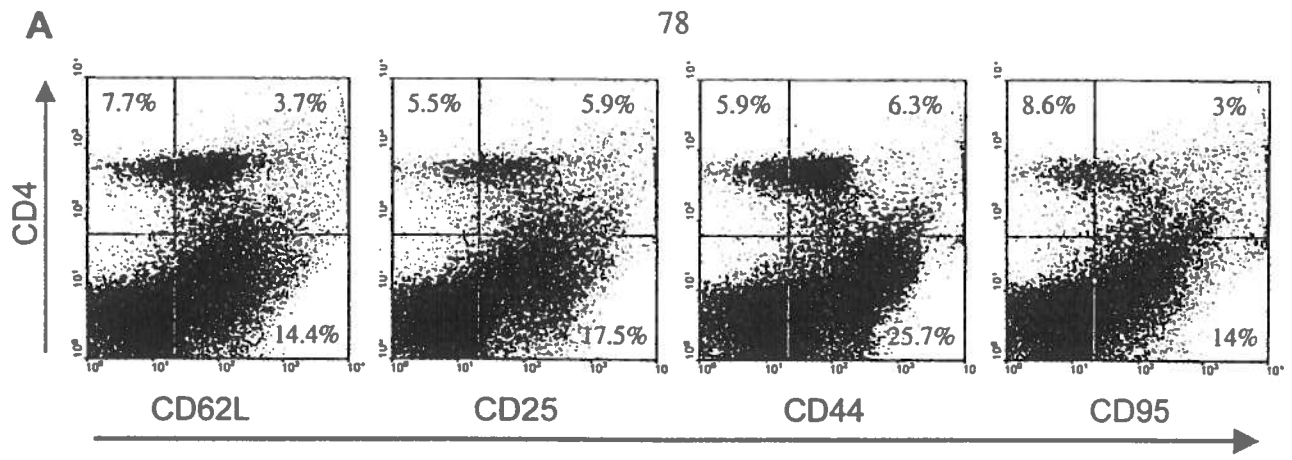 A
78
7.7% 3.7% 5.5% 5.9% 5.9% 6.3% 8.6% 3%
CD4
14.4% 17.5% 25.7% 14%
CD62L CD25 CD44 CD95